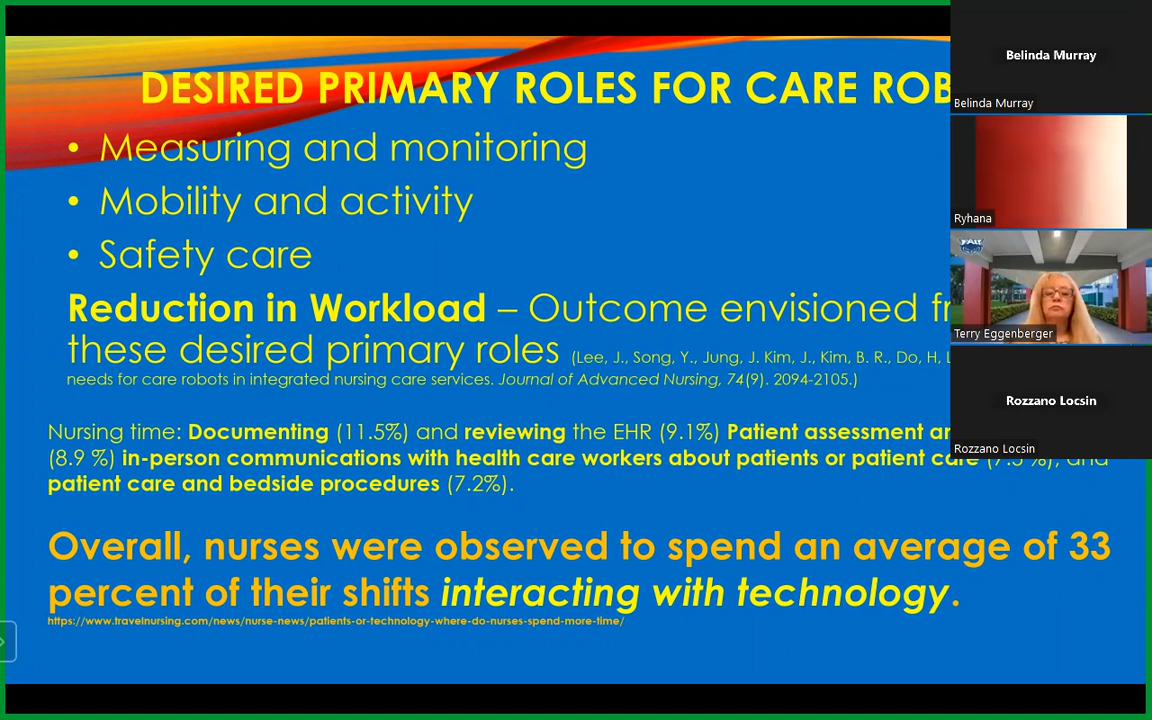 DESIRED PRIMARY ROLES FOR CARE ROB
• Measuring and monitoring
• Mobility and activity
• Safety care
Reduction in Workload – Outcome envisioned fr
these desired primary roles (Lee, J., Song, Y., Jung, J. Kim, J., Kim, B. R., Do, H, L
needs for care robots in integrated nursing care services. Journal of Advanced Nursing, 74(9). 2094-2105.)
Nursing time: Documenting (11.5%) and reviewing the EHR (9.1%) Patient assessment
(8.9 %) in-person communications with health care workers about patients or patient care and
patient care and bedside procedures (7.2%).
Overall, nurses were observed to spend an average of 33
percent of their shifts interacting with technology.
https://www.travelnursing.com/news/nurse-news/patients-or-technology-where-do-nurses-spend-more-time/
Belinda Murray
Belinda Murray
Ryhana
FAU
Terry Eggenberger
Rozzano Locsin
Rozzano Locsin